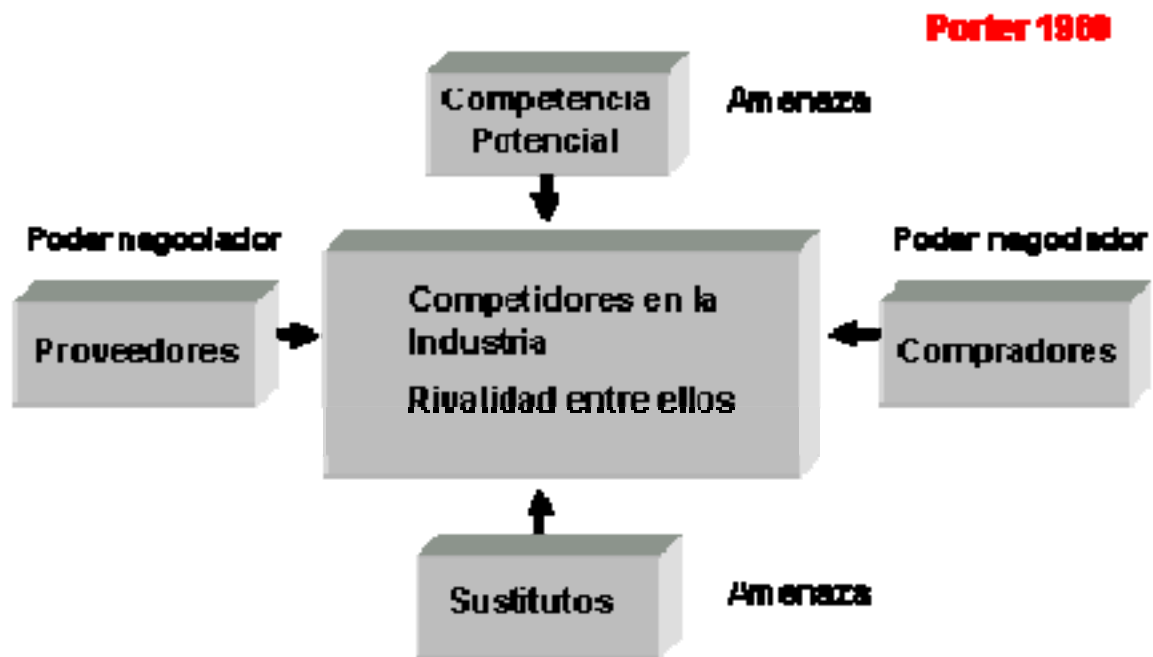 Porter
Competencia
Potencial
Amenaza
Poder negociador
Poder negociador
Proveedores
Competidores en la
Industria
Rivalidad entre ellos
Compradores
Sustitutos
Amenaza